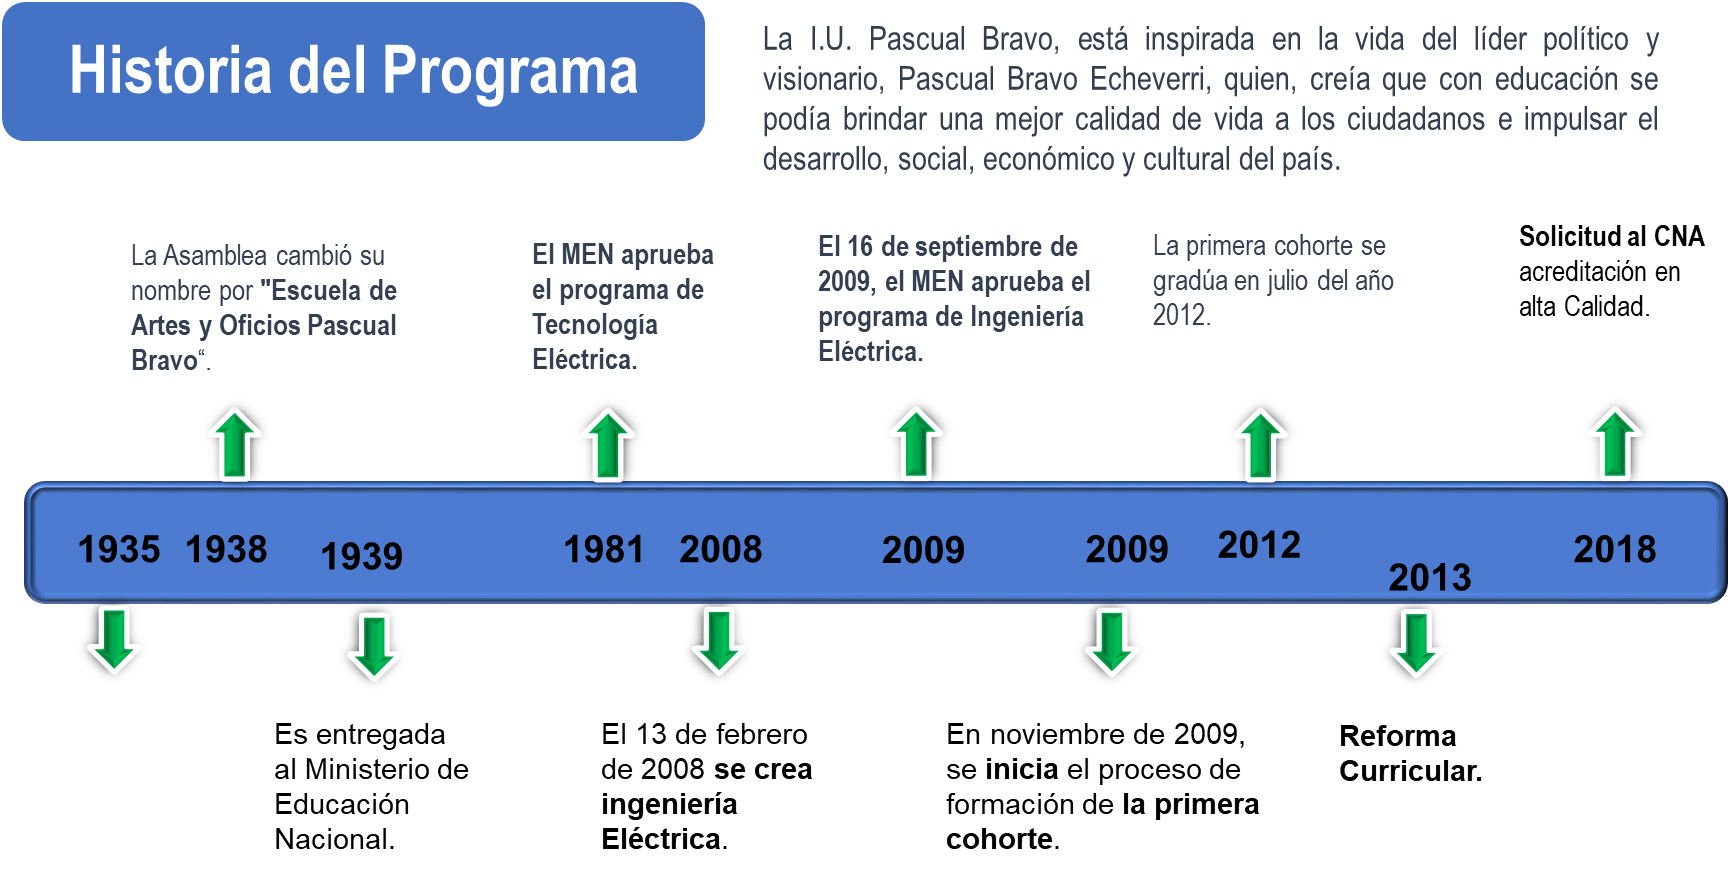 Historia del Programa
La I.U. Pascual Bravo, está inspirada en la vida del líder político y
visionario, Pascual Bravo Echeverri, quien, creía que con educación se
podía brindar una mejor calidad de vida a los ciudadanos e impulsar el
desarrollo, social, económico y cultural del país.
La Asamblea cambió su
nombre por "Escuela de
Artes y Oficios Pascual
Bravo“.
El MEN aprueba
el programa de
Tecnología
Eléctrica.
El 16 de septiembre de
2009, el MEN aprueba el
programa de Ingeniería
Eléctrica.
La primera cohorte se
gradúa en julio del año
2012.
Solicitud al CNA
acreditación en
alta Calidad.
1935 1938 1939 1981 2008 2009 2009 2012 2013 2018
Es entregada
al Ministerio de
Educación
Nacional.
El 13 de febrero
de 2008 se crea
ingeniería
Eléctrica.
En noviembre de 2009,
se inicia el proceso de
formación de la primera
cohorte.
Reforma
Curricular.